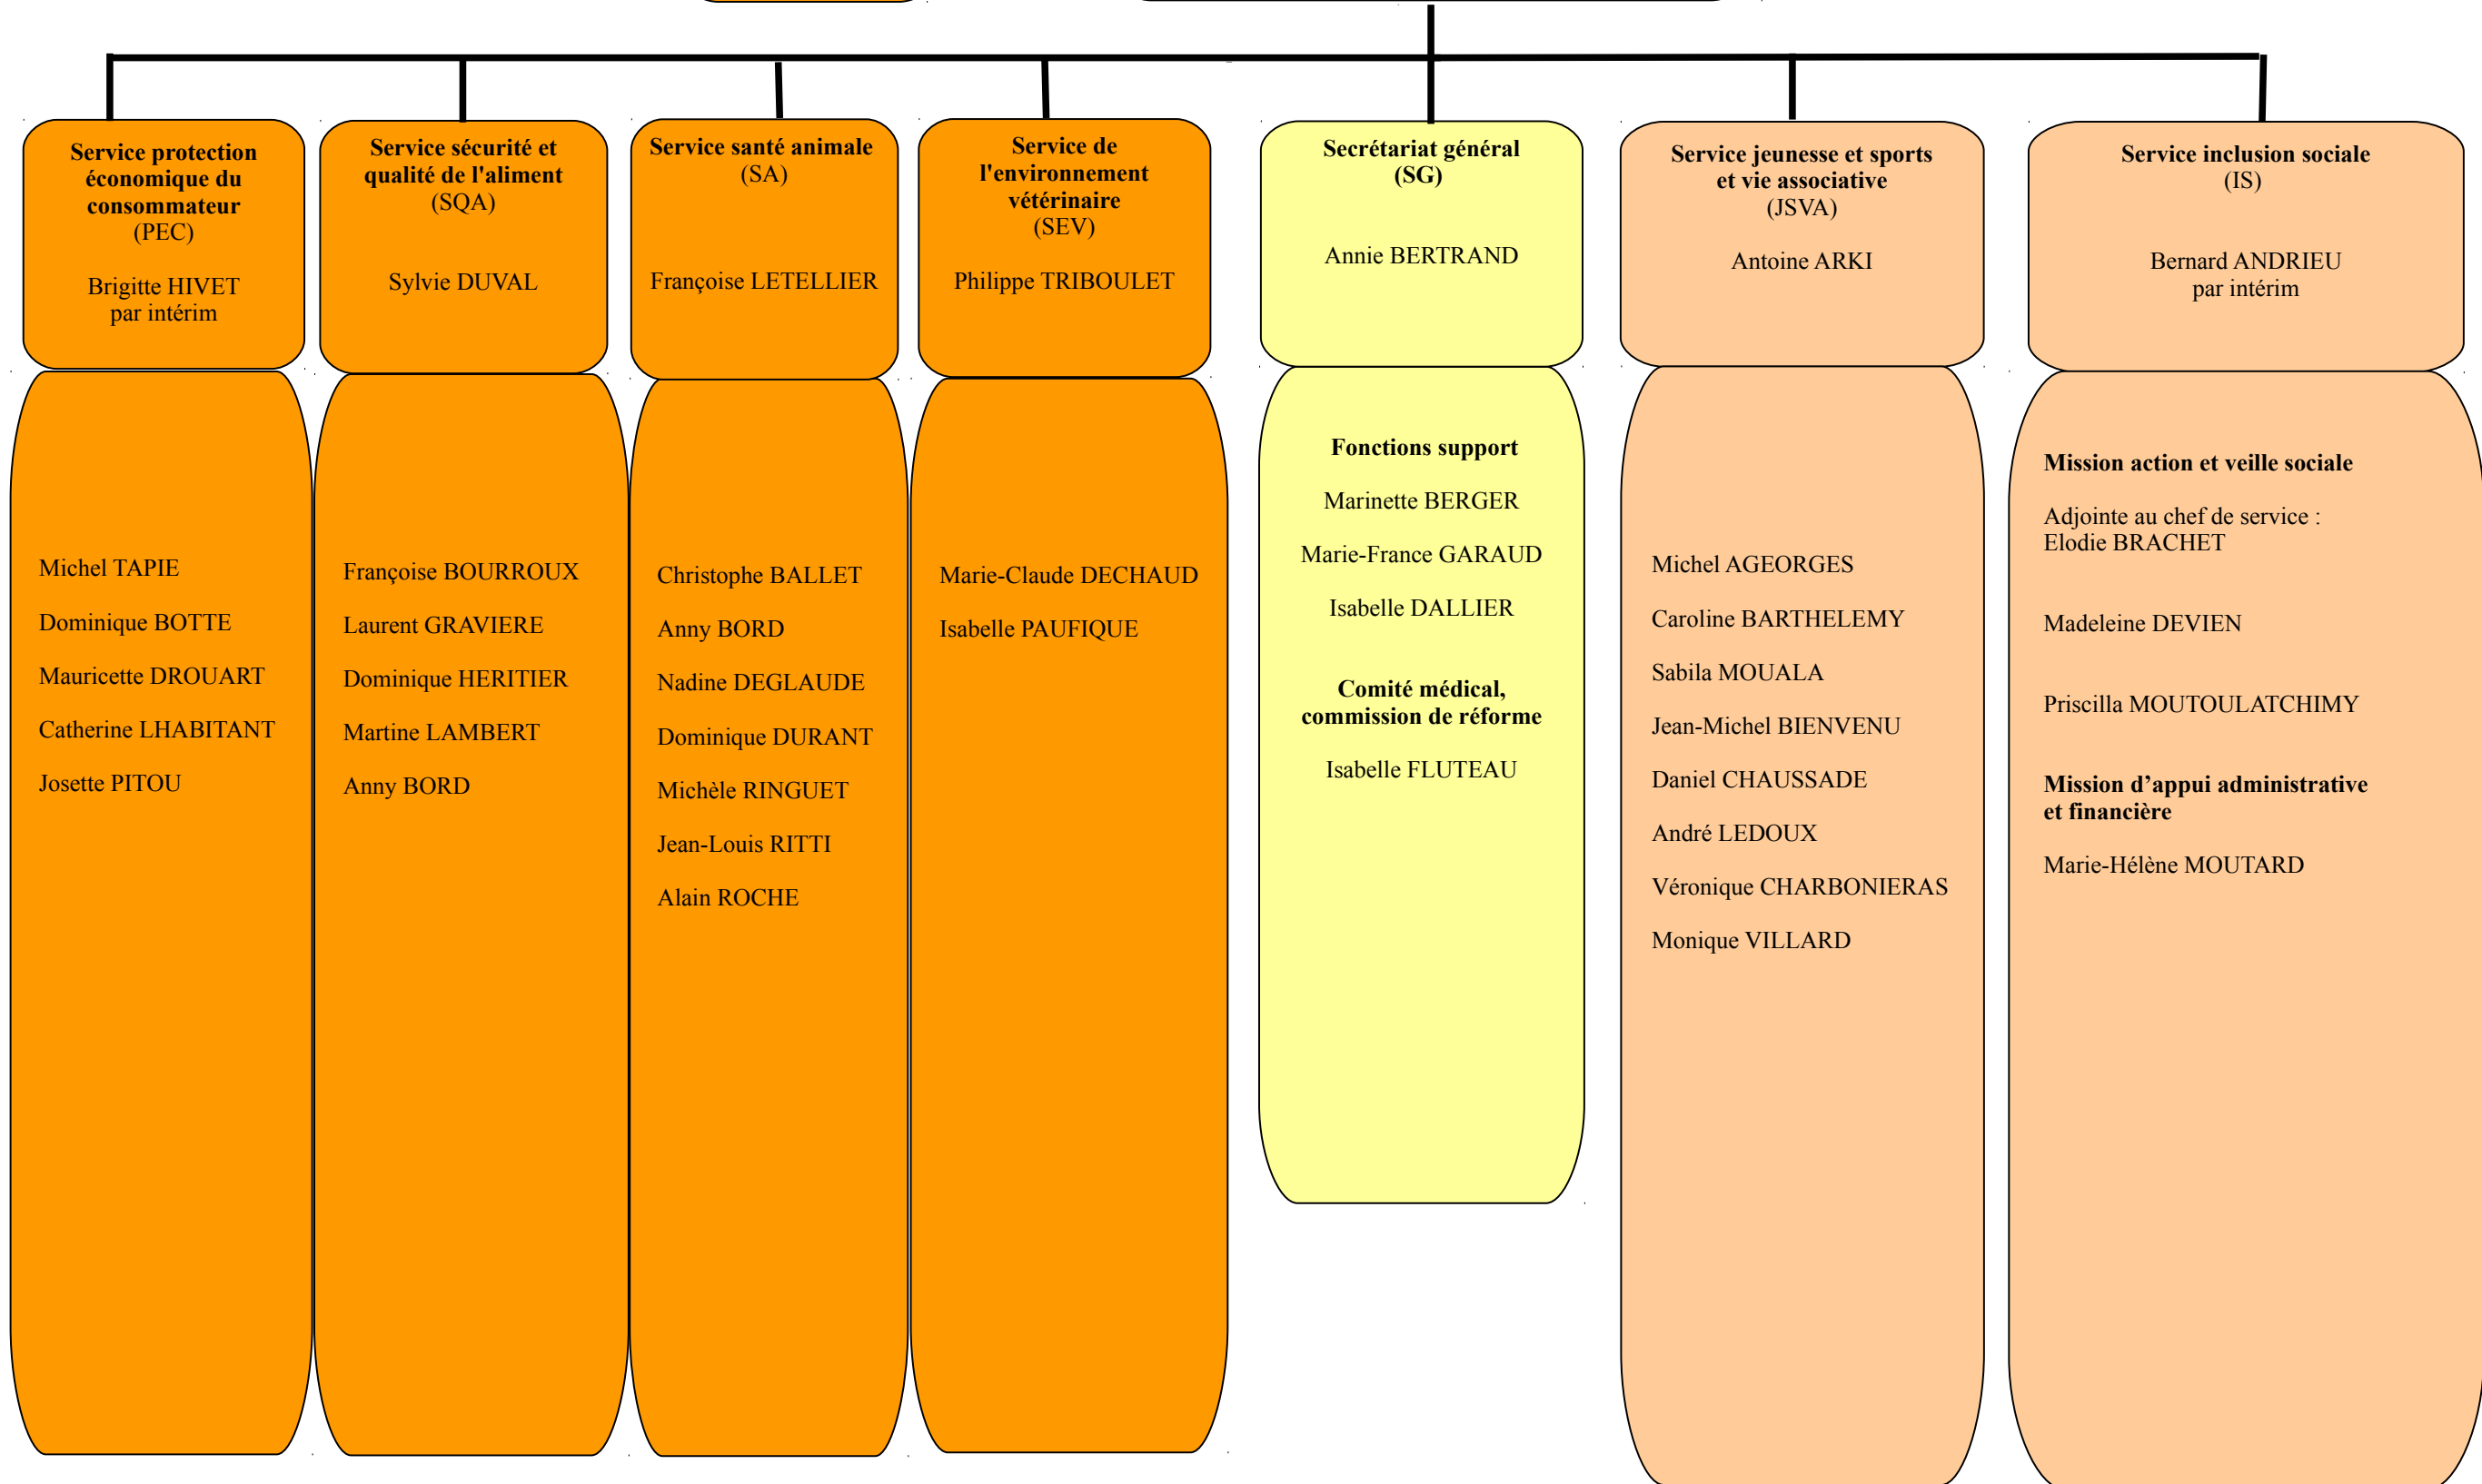 Service protection
économique du
consommateur
(PEC)
Brigitte HIVET
par intérim
Michel TAPIE
Dominique BOTTE
Mauricette DROUART
Catherine LHABITANT
Josette PITOU
Service sécurité et
qualité de l'aliment
(SQA)
Sylvie DUVAL
Françoise BOURROUX
Laurent GRAVIERE
Dominique HERITIER
Martine LAMBERT
Anny BORD
Service santé animale
(SA)
Françoise LETELLIER
Christophe BALLET
Anny BORD
Nadine DEGLAUDE
Dominique DURANT
Michèle RINGUET
Jean-Louis RITTI
Alain ROCHE
Service de
l'environnement
vétérinaire
(SEV)
Philippe TRIBOULET
Marie-Claude DECHAUD
Isabelle PAUFIQUE
Secrétariat général
(SG)
Annie BERTRAND
Fonctions support
Marinette BERGER
Marie-France GARAUD
Isabelle DALLIER
Comité médical,
commission de réforme
Isabelle FLUTEAU
Service jeunesse et sports
et vie associative
(JSVA)
Antoine ARKI
Michel AGEORGES
Caroline BARTHELEMY
Sabila MOUALA
Jean-Michel BIENVENU
Daniel CHAUSSADE
André LEDOUX
Véronique CHARBONIERAS
Monique VILLARD
Service inclusion sociale
(IS)
Bernard ANDRIEU
par intérim
Mission action et veille sociale
Adjointe au chef de service :
Elodie BRACHET
Madeleine DEVIEN
Priscilla MOUTOULATCHIMY
Mission d’appui administrative
et financière
Marie-Hélène MOUTARD